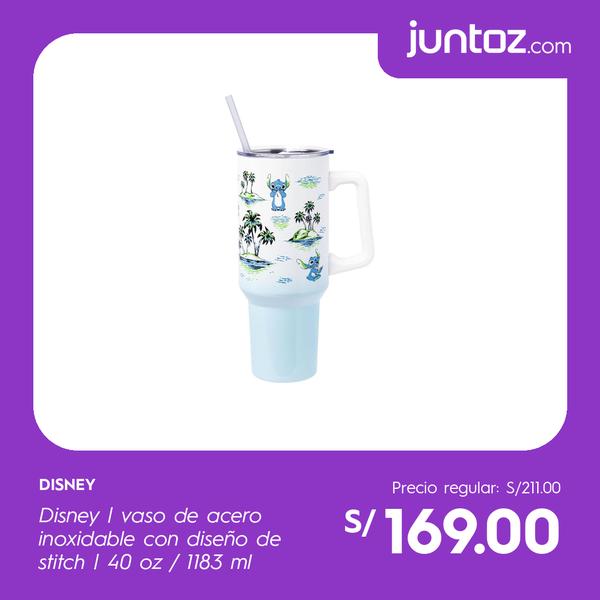 juntoz.com
DISNEY
Disney | vaso de acero
inoxidable con diseño de
stitch | 40 oz / 1183 ml
Precio regular: S/211.00
S/169.00